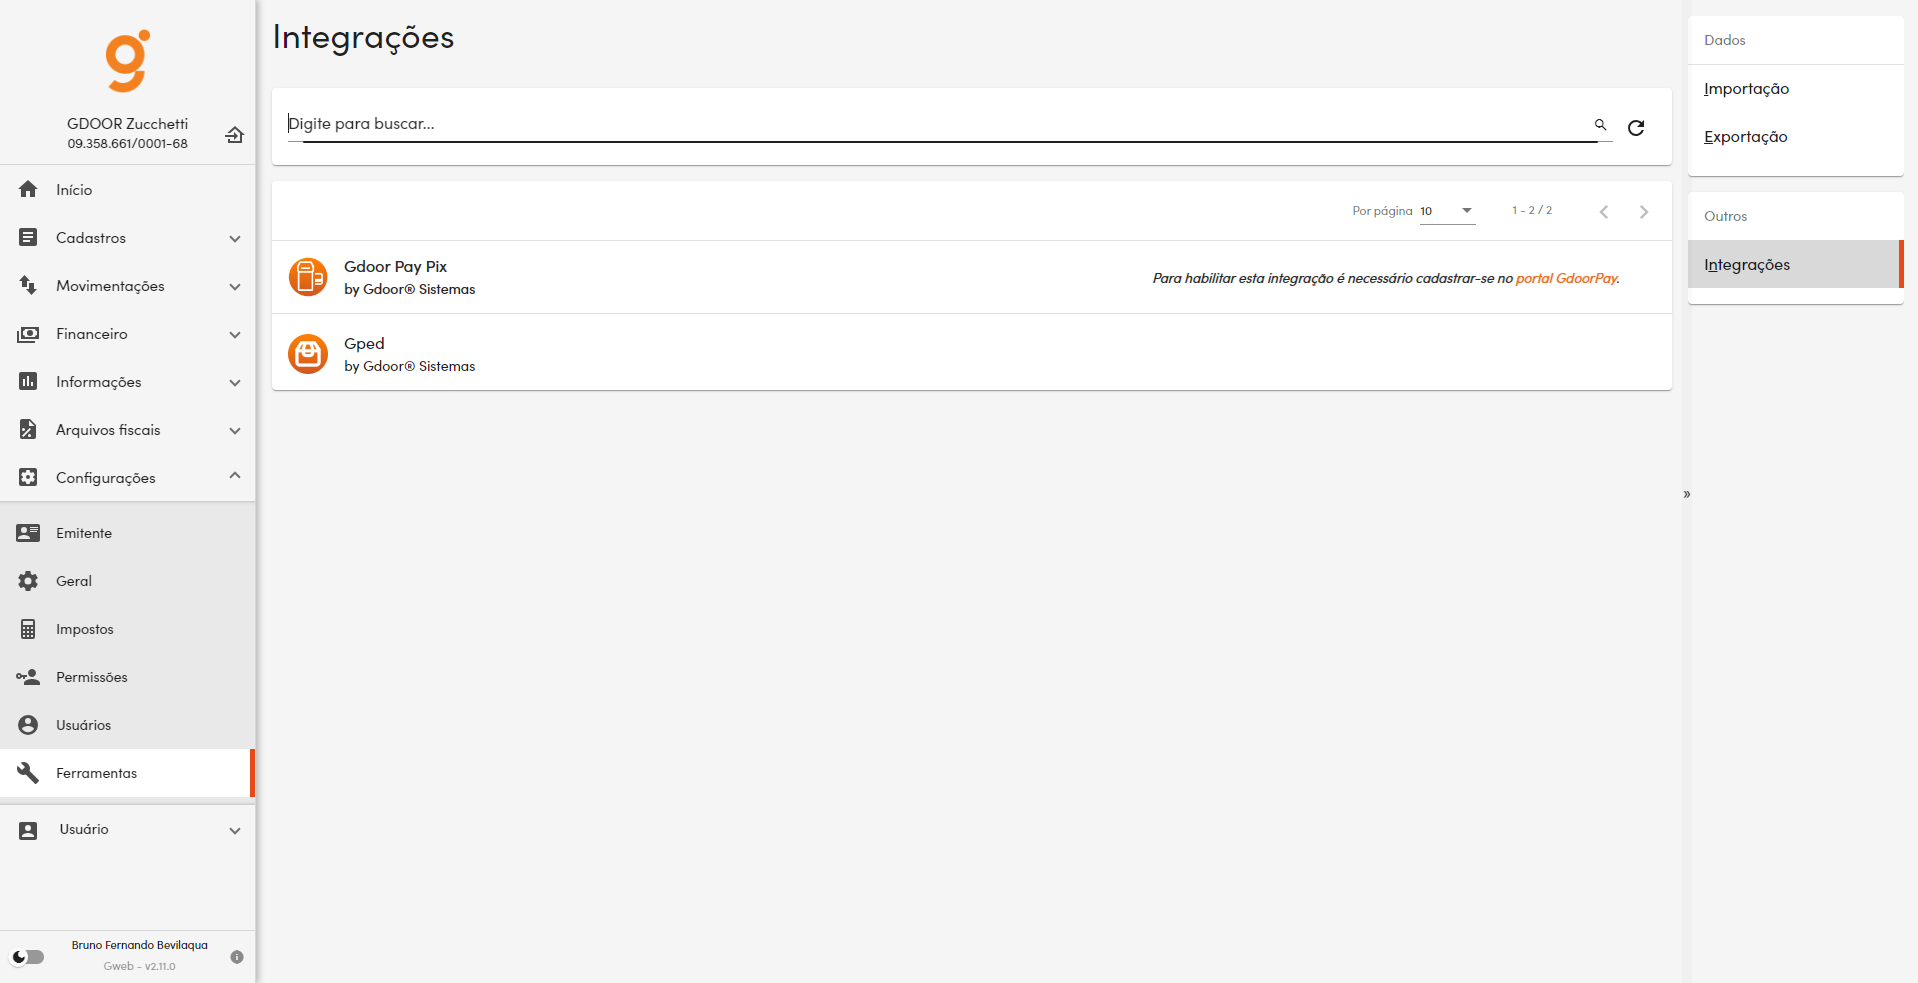 GDOOR Zucchetti
09.358.661/0001-68
Início
Cadastros
Movimentações
Financeiro
Informações
Arquivos fiscais
Configurações
Emitente
Geral
Impostos
Permissões
Usuários
Ferramentas
Usuário
Bruno Fernando Bevilaqua
Gweb - v2.11.0
Integrações
Digite para buscar...
Por página 10 1 - 2 / 2
Gdoor Pay Pix
by Gdoor® Sistemas
Para habilitar esta integração é necessário cadastrar-se no portal GdoorPay.
Gped
by Gdoor® Sistemas
»
Dados
Importação
Exportação
Outros
Integrações